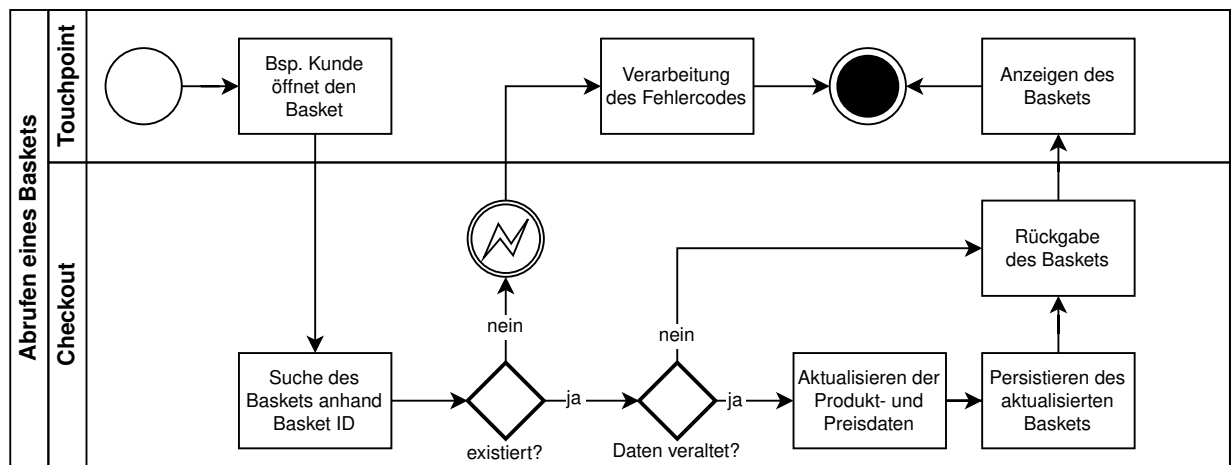 Abrufen eines Baskets
Touchpoint
Bsp. Kunde
öffnet den
Basket
Verarbeitung
des Fehlercodes
Anzeigen des
Baskets
Checkout
Rückgabe
des Baskets
nein
nein
Suche des
Baskets anhand
Basket ID
ja
ja
Aktualisieren der
Produkt- und
Preisdaten
Persistieren des
aktualisierten
Baskets
existiert?
Daten veraltet?